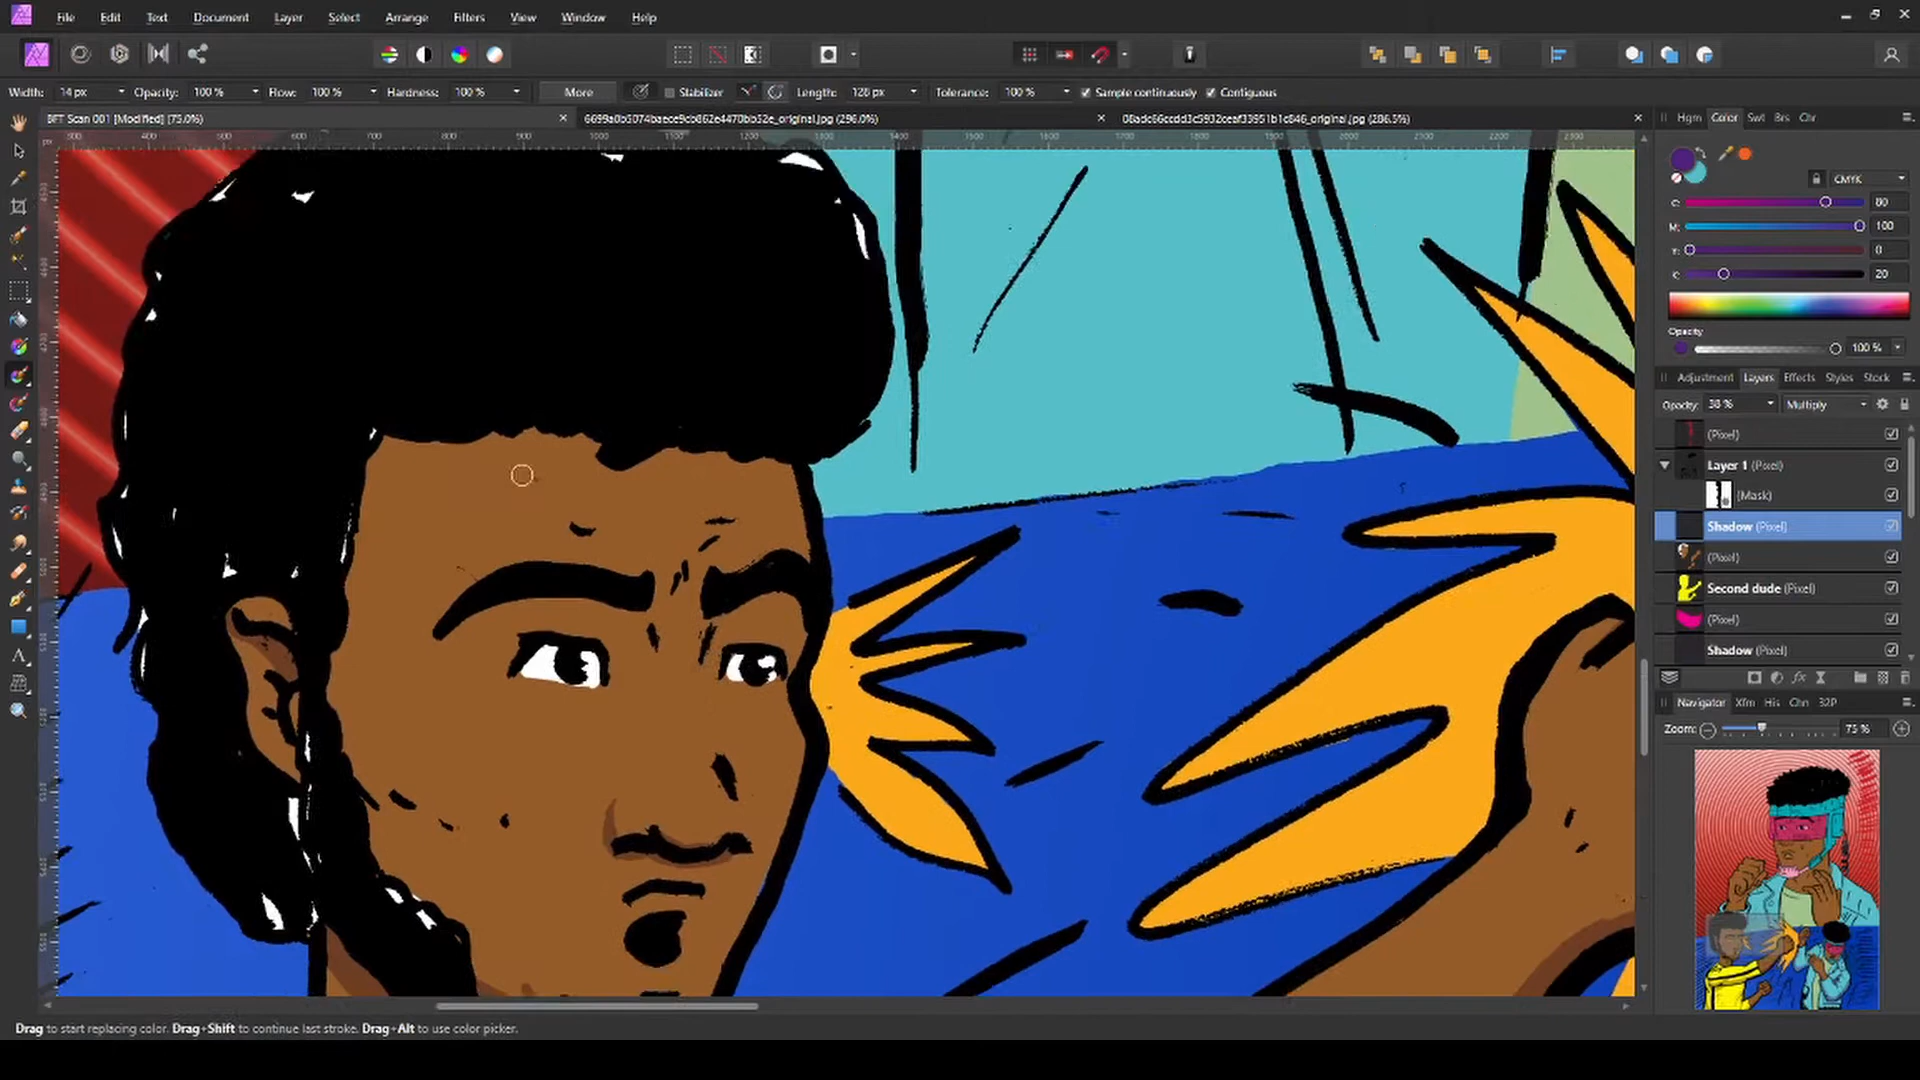 File Edit Text Document Layer Select Arrange Filters View Window Help
Width: 14 px Opacity: 100 % Flow: 100 % Hardness: 100 % More Stabilizer Length: 128 px Tolerance: 100 % Sample continuously Contiguous
BFT Scan 001 [Modified] (75.0%)
Hgm Color Swt Brs Chr
CMYK
C: 80
M: 100
Y: 0
K: 20
Opacity
100 %
Adjustment Layers Effects Styles Stock
Opacity: 38 % Multiply
(Pixel)
Layer 1 (Pixel)
(Mask)
Shadow (Pixel)
(Pixel)
Second dude (Pixel)
(Pixel)
Shadow (Pixel)
Navigator Xfm His Chn 32P
Zoom: 75 %
Drag to start replacing color. Drag+Shift to continue last stroke. Drag+Alt to use color picker.